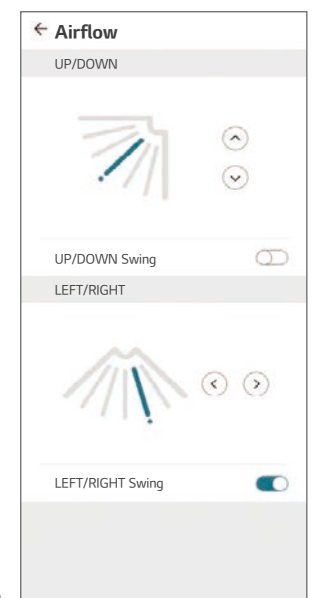 Airflow
UP/DOWN
UP/DOWN Swing
LEFT/RIGHT
LEFT/RIGHT Swing